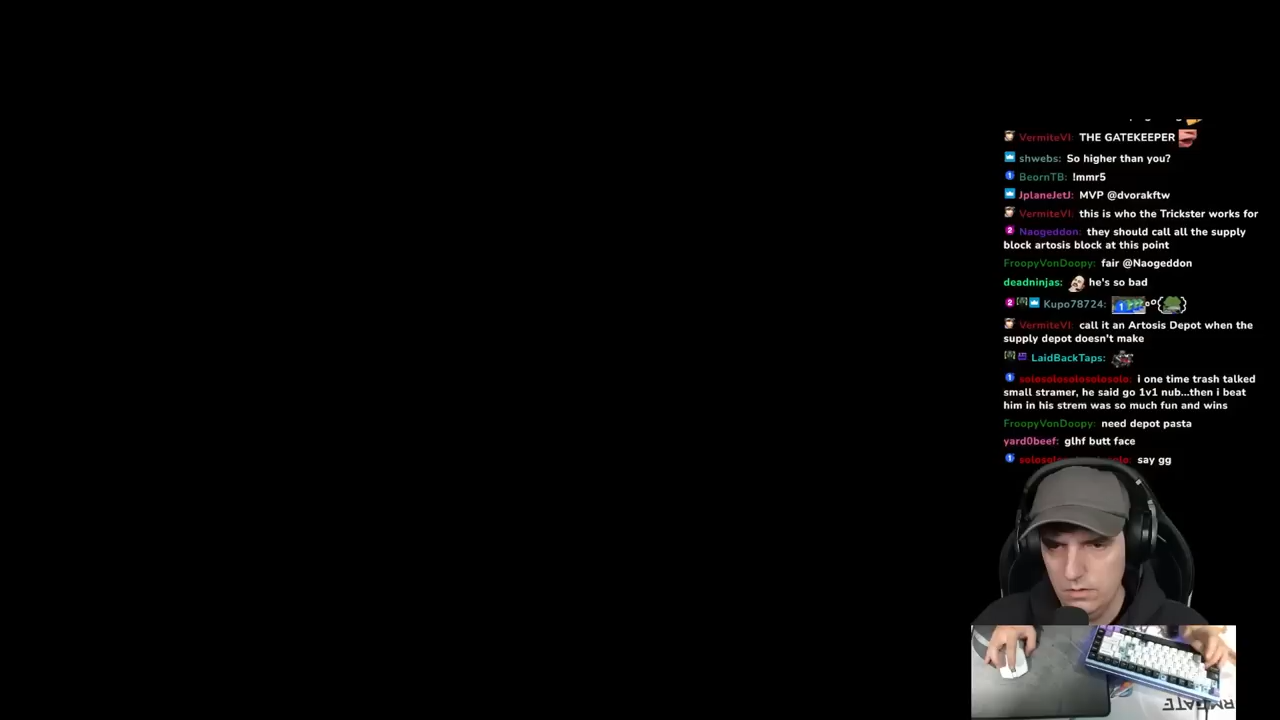 VermiteVI: THE GATEKEEPER
shwebs: So higher than you?
BeornTB: !mmr5
JplaneJetJ: MVP @dvorakftw
VermiteVI: this is who the Trickster works for
Naogeddon: they should call all the supply
block artosis block at this point
FroopyVonDoopy: fair @Naogeddon
deadninjas: he's so bad
Kupo78724:
VermiteVI: call it an Artosis Depot when the
supply depot doesn't make
LaidBackTaps:
solosolosolosolosolo: i one time trash talked
small stramer, he said go 1v1 nub...then i beat
him in his strem was so much fun and wins
FroopyVonDoopy: need depot pasta
yard0beef: glhf butt face
say gg